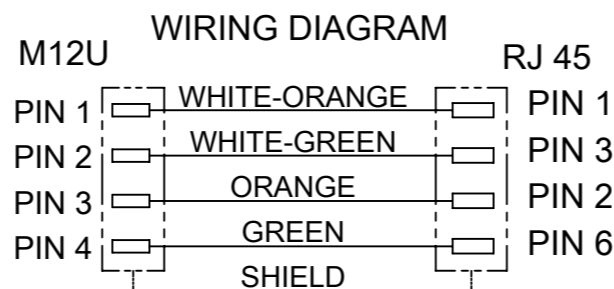 WIRING DIAGRAM
M12U RJ 45
PIN 1 WHITE-ORANGE PIN 1
PIN 2 WHITE-GREEN PIN 3
PIN 3 ORANGE PIN 2
PIN 4 GREEN PIN 6
SHIELD